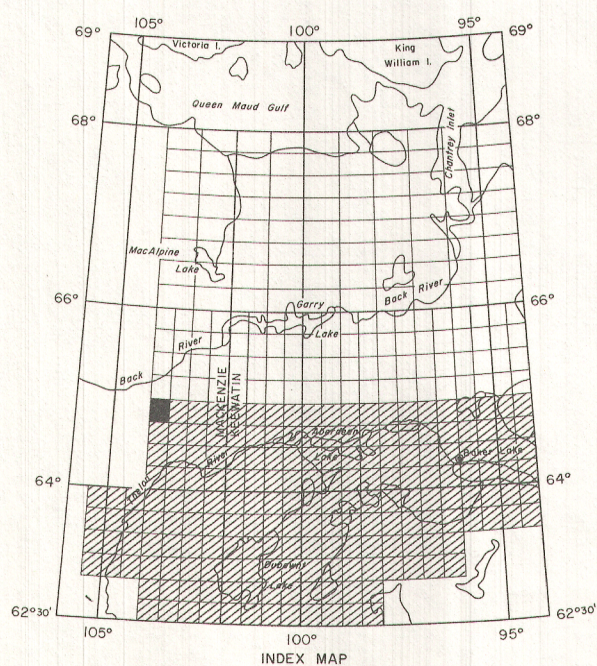 105° 100° 95°
69° 69°
Victoria I.
King
William I.
Queen Maud Gulf
68° 68°
Chantrey Inlet
MacAlpine
Lake
66° 66°
Garry
Lake
Back River
River
Back
MACKENZIE
KEEWATIN
Aberdeen
Lake
Baker Lake
River
Thelon
64° 64°
Dubawnt
Lake
62°30' 62°30'
105° 100° 95°
INDEX MAP